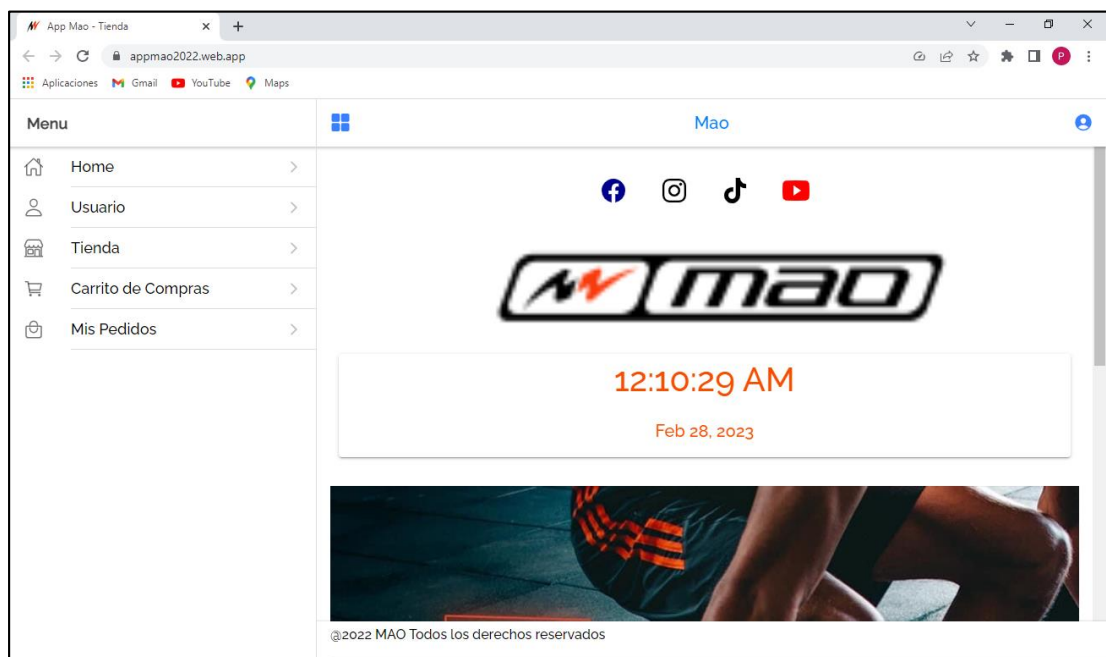 App Mao - Tienda
appmao2022.web.app
P
Aplicaciones Gmail YouTube Maps
Menu
Mao
Home
Usuario
Tienda
Carrito de Compras
Mis Pedidos
mao
12:10:29 AM
Feb 28, 2023
@2022 MAO Todos los derechos reservados